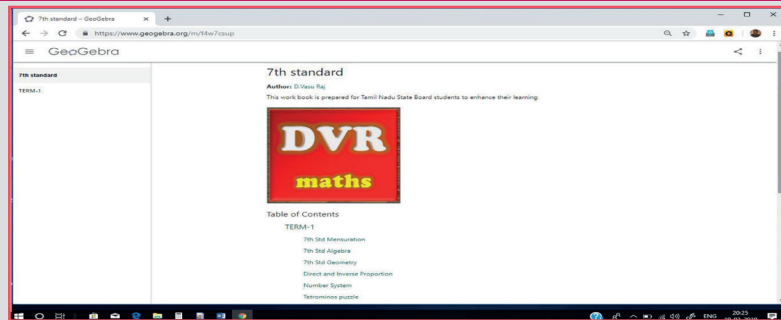 7th standard – GeoGebra
https://www.geogebra.org/m/f4w7csup
GeoGebra
7th standard
TERM-1
7th standard
Author: D.Vasu Raj
This work book is prepared for Tamil Nadu State Board students to enhance their learning
DVR
maths
Table of Contents
TERM-1
7th Std Mensuration
7th Std Algebra
7th Std Geometry
Direct and Inverse Proportion
Number System
Tetrominos puzzle
ENG
20:25